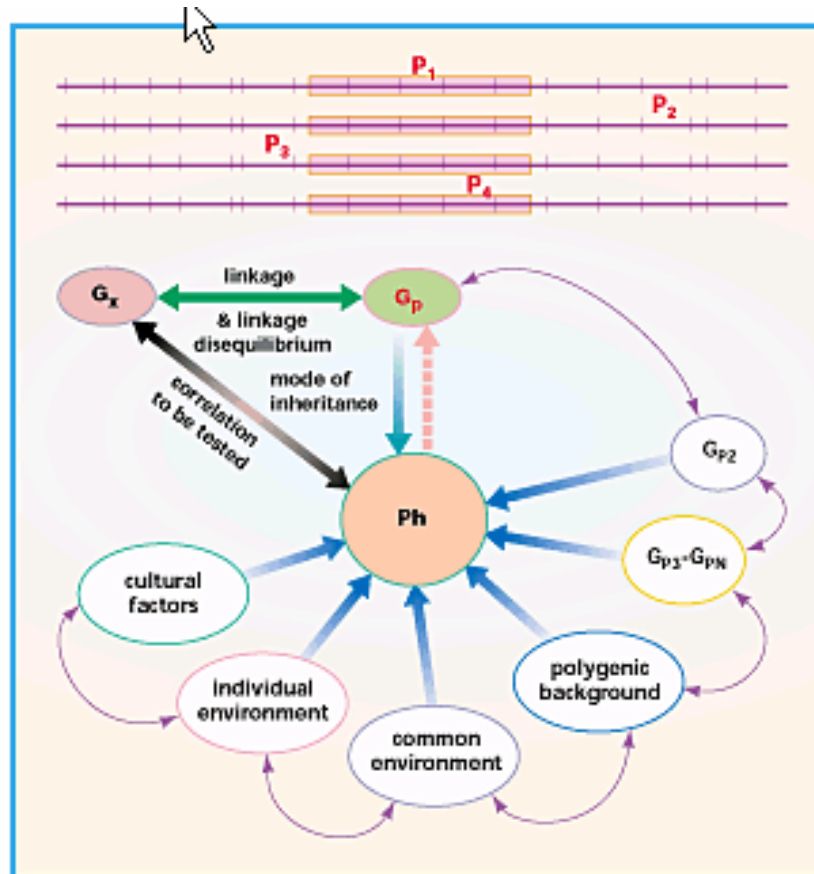 P1
P2
P3
P4
linkage
Gx
Gp
& linkage
disequilibrium
mode of
inheritance
correlation
to be tested
GP2
Ph
GP3-GPN
cultural
factors
polygenic
background
individual
environment
common
environment